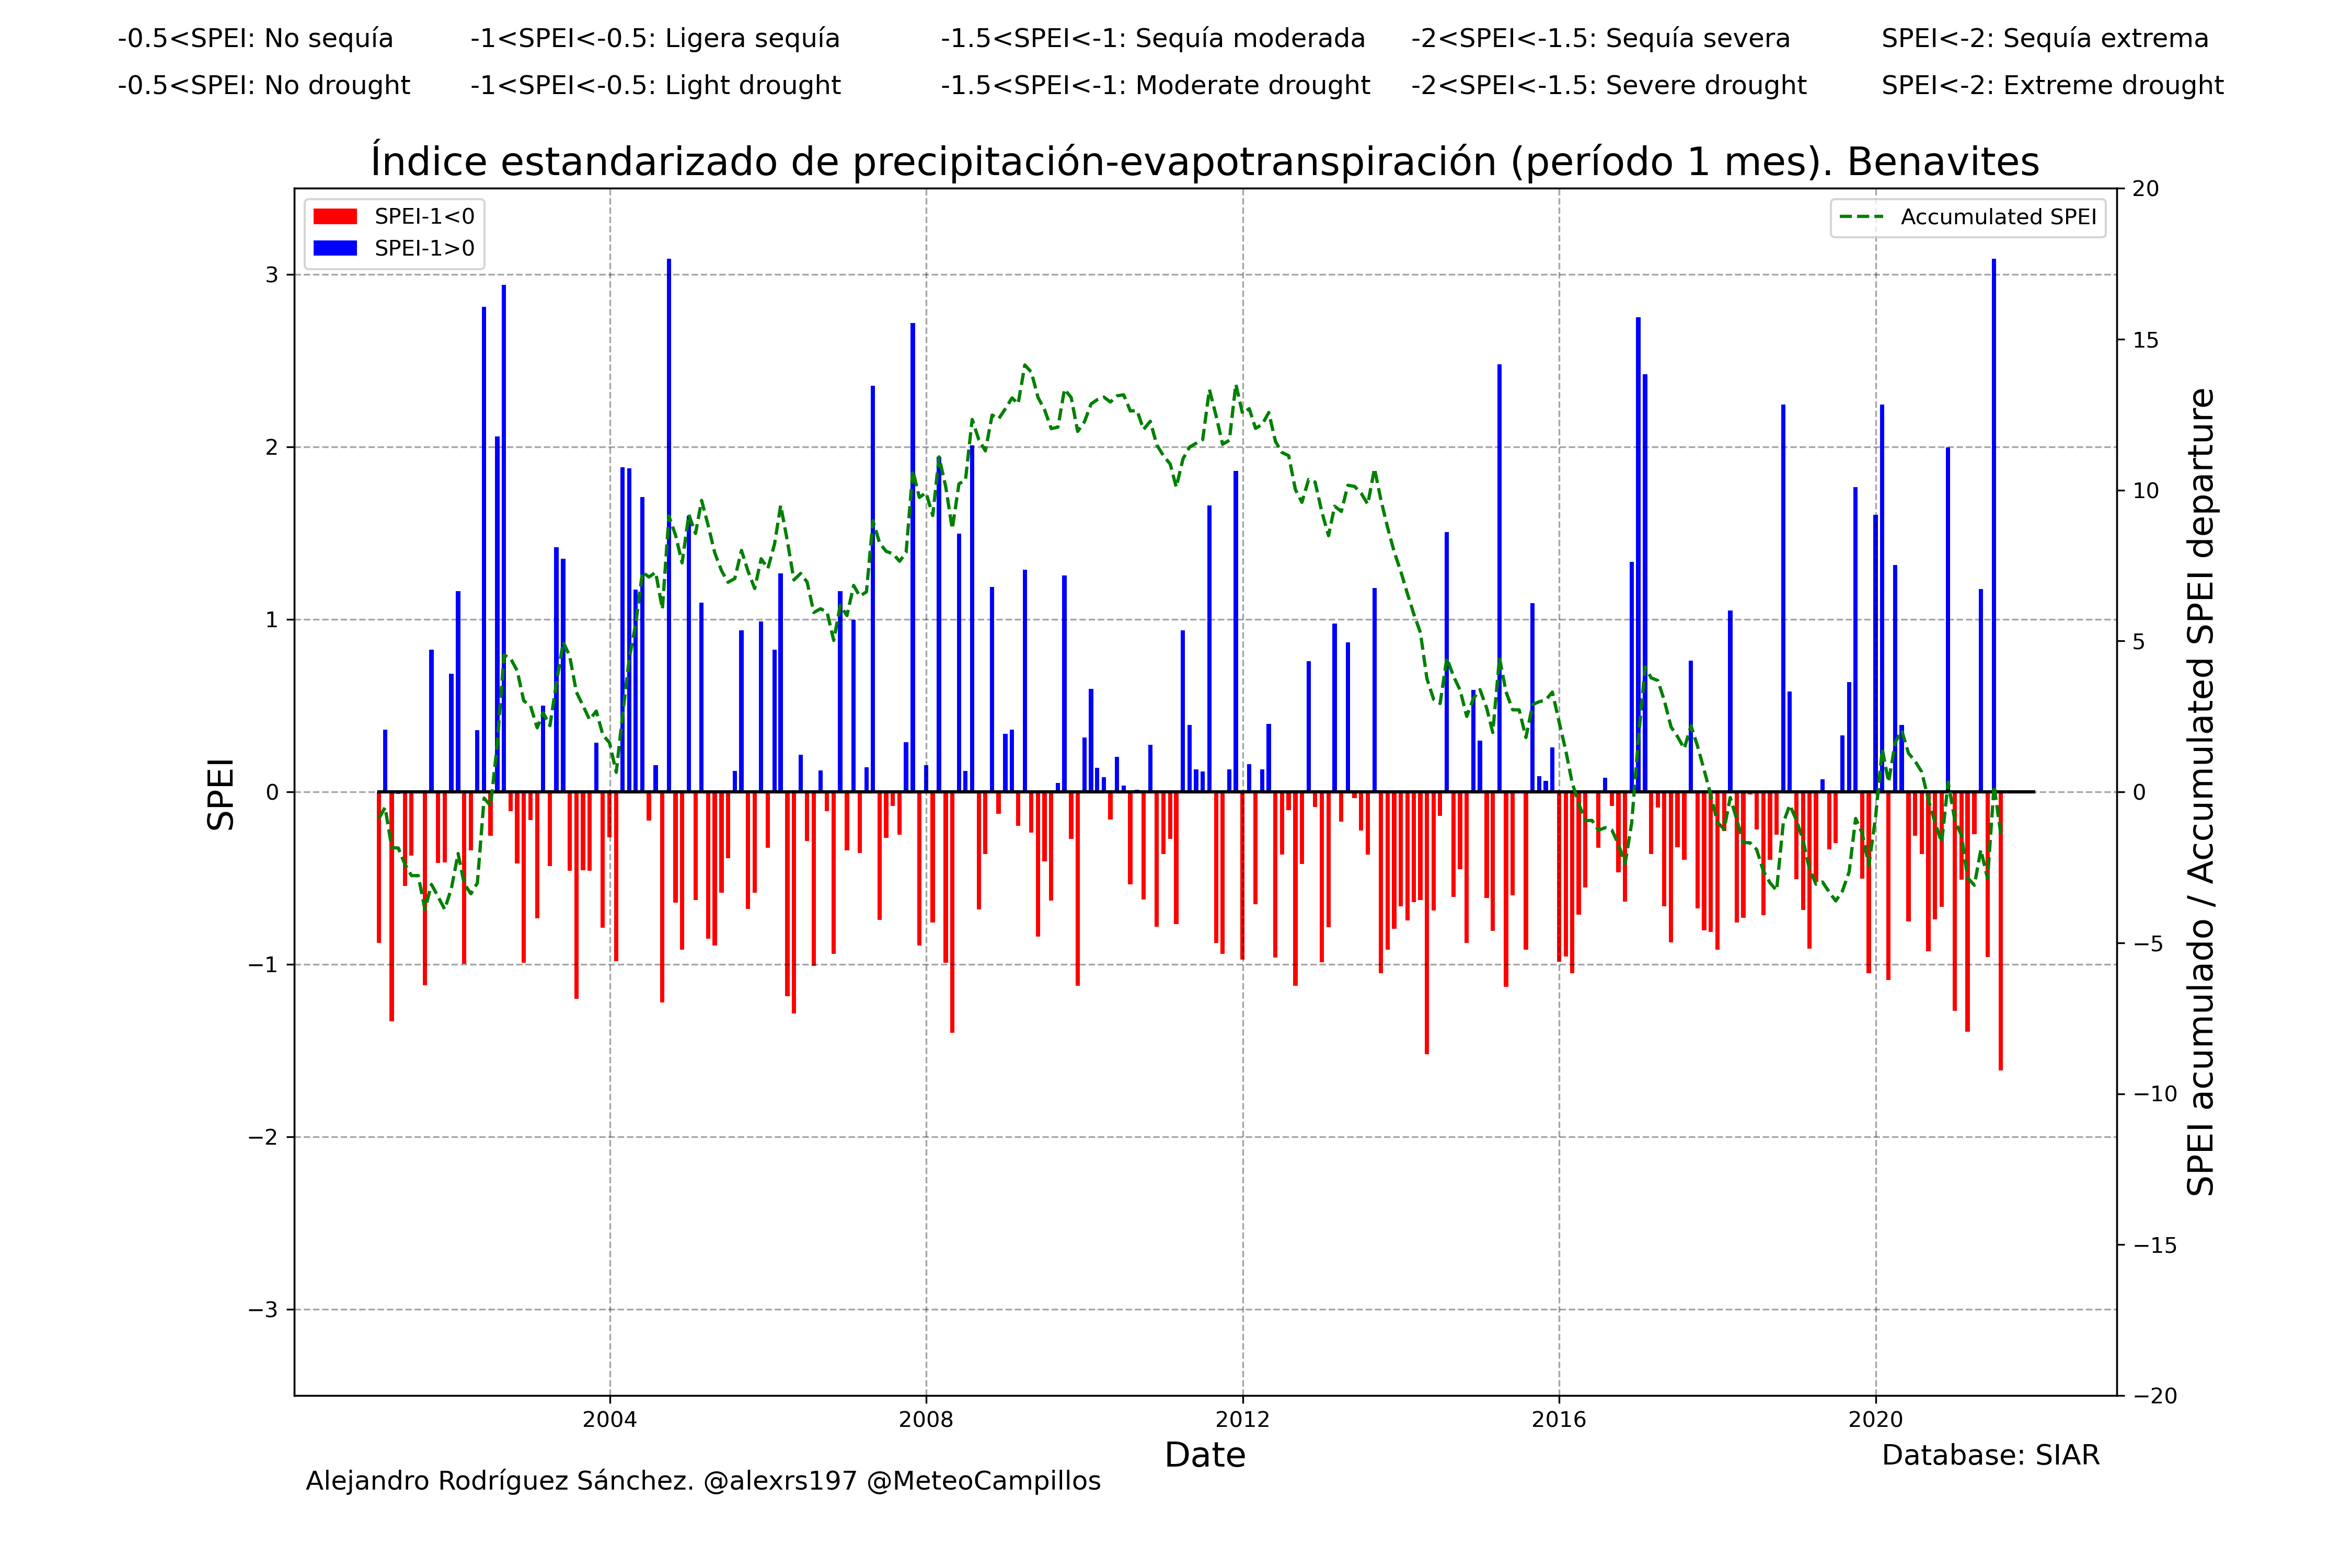 -0.5<SPEI: No sequía -1<SPEI<-0.5: Ligera sequía -1.5<SPEI<-1: Sequía moderada -2<SPEI<-1.5: Sequía severa SPEI<-2: Sequía extrema
-0.5<SPEI: No drought -1<SPEI<-0.5: Light drought -1.5<SPEI<-1: Moderate drought -2<SPEI<-1.5: Severe drought SPEI<-2: Extreme drought
Índice estandarizado de precipitación-evapotranspiración (período 1 mes). Benavites
SPEI-1<0
SPEI-1>0
Accumulated SPEI
SPEI
3
2
1
0
−1
−2
−3
20
15
10
5
0
−5
−10
−15
−20
SPEI acumulado / Accumulated SPEI departure
2004 2008 2012 2016 2020
Date
Database: SIAR
Alejandro Rodríguez Sánchez. @alexrs197 @MeteoCampillos